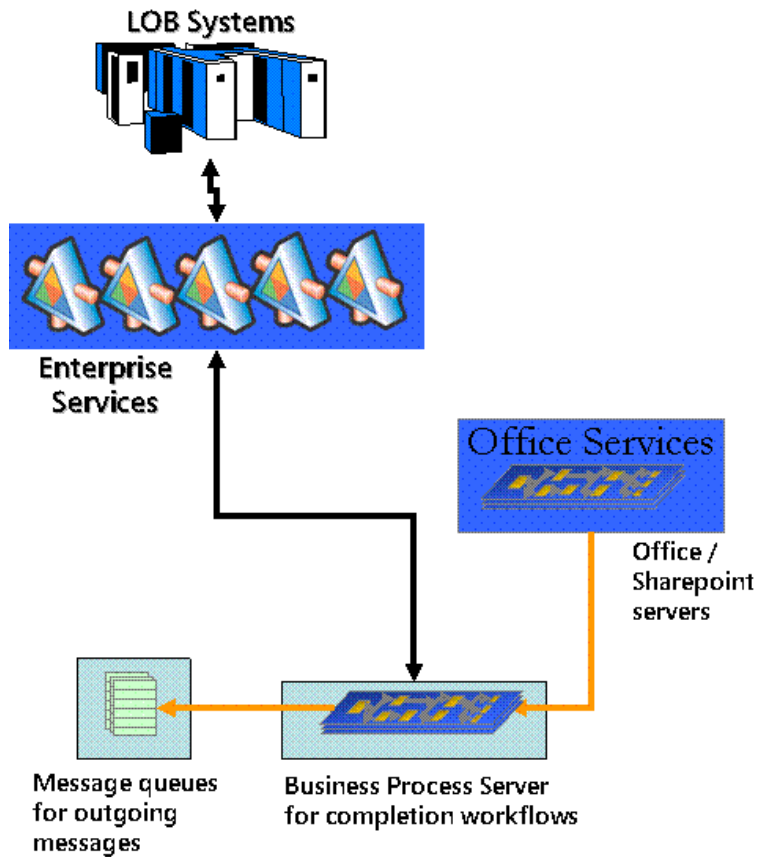 LOB Systems
Enterprise
Services
Office Services
Office /
Sharepoint
servers
Message queues
for outgoing
messages
Business Process Server
for completion workflows